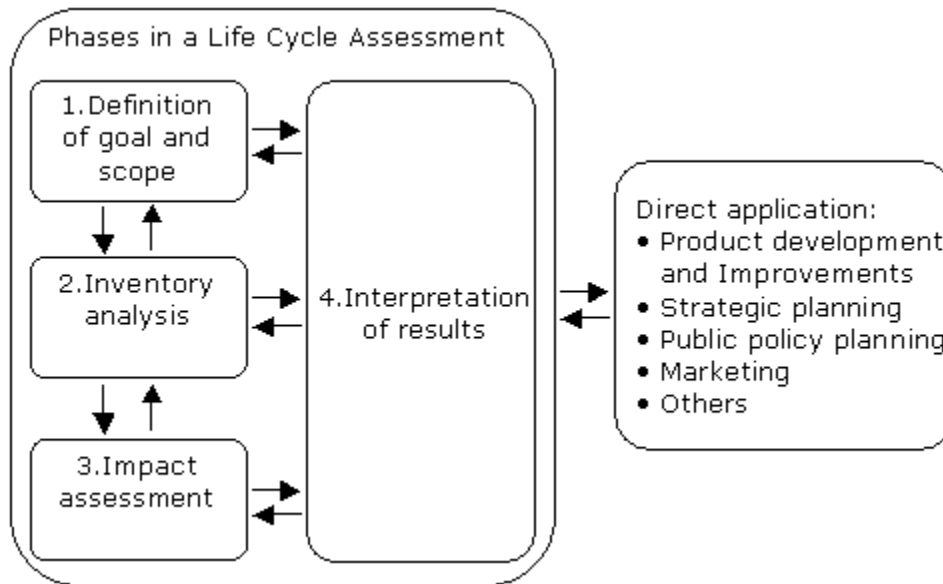 Phases in a Life Cycle Assessment
1.Definition
of goal and
scope
2.Inventory
analysis
3.Impact
assessment
4.Interpretation
of results
Direct application:
• Product development
and Improvements
• Strategic planning
• Public policy planning
• Marketing
• Others